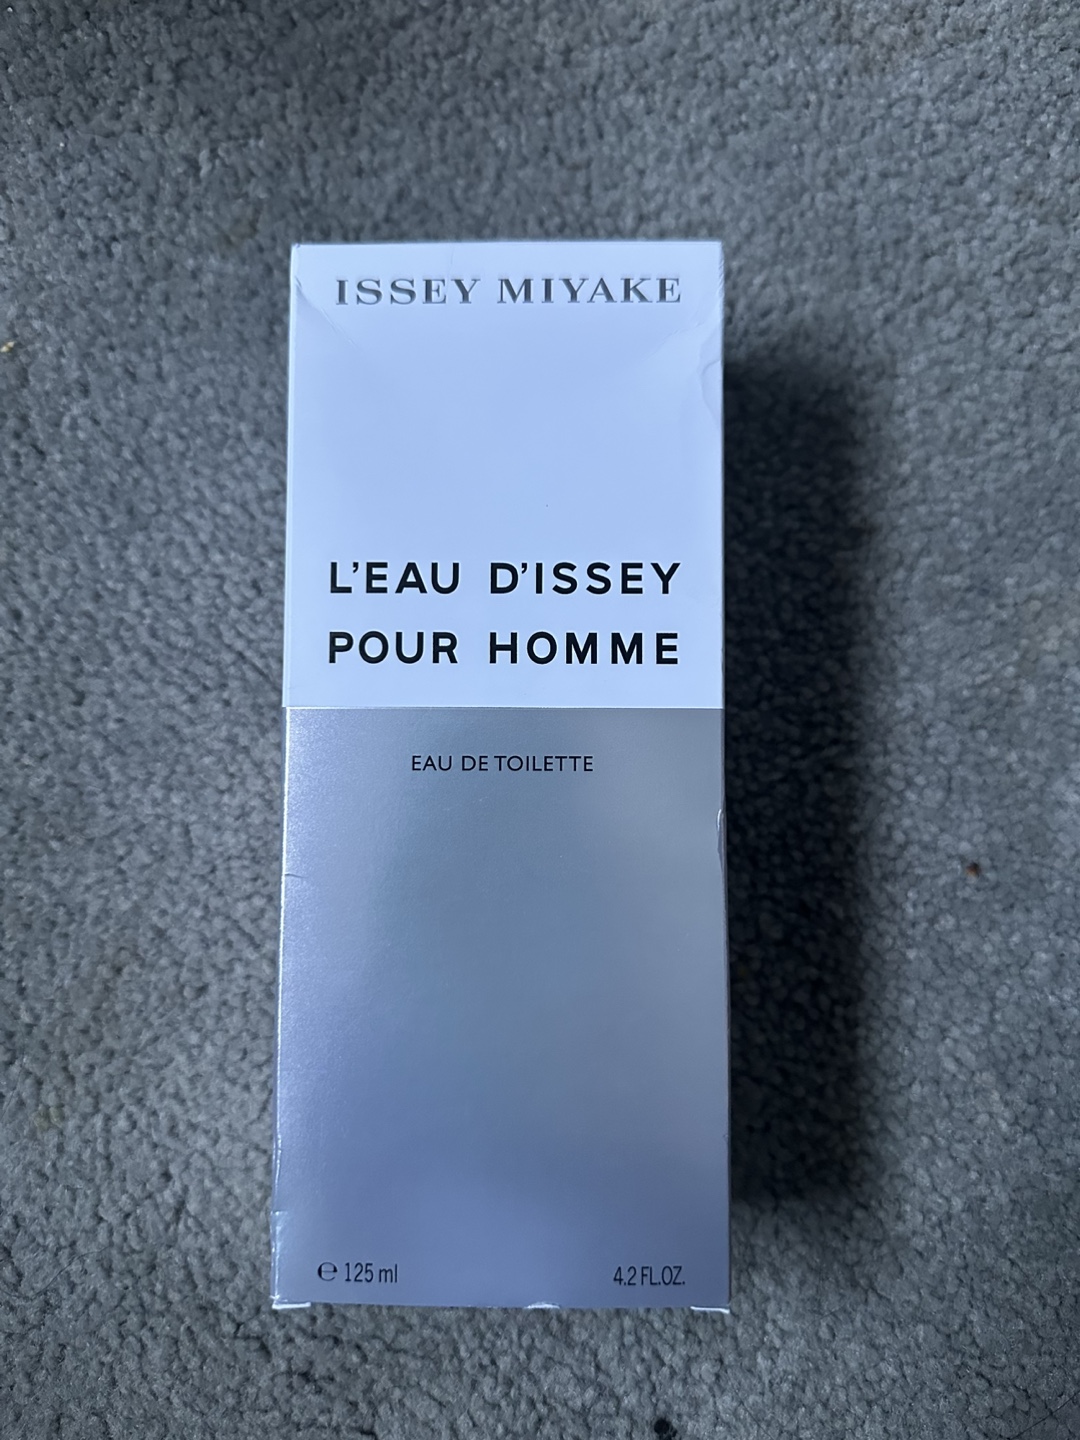 ISSEY MIYAKE
L'EAU D'ISSEY
POUR HOMME
EAU DE TOILETTE
℮ 125 ml 4.2 FL.OZ.